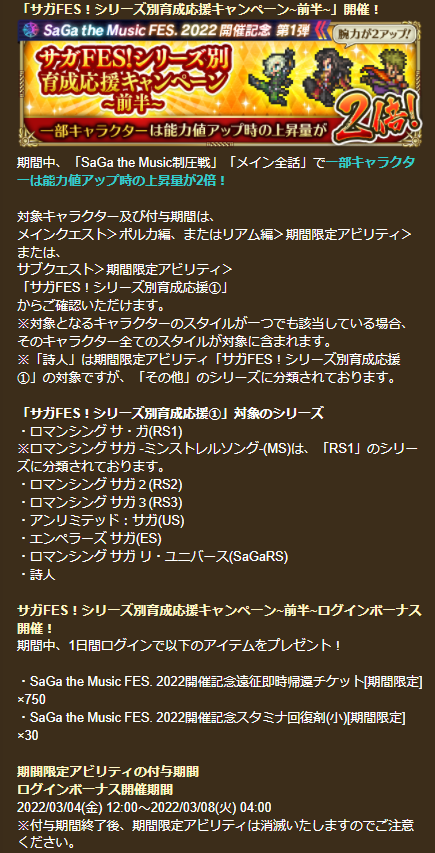 「サガFES！シリーズ別育成応援キャンペーン~前半~」開催！
SaGa the Music FES. 2022 開催記念 第1弾
腕力が2アップ!
サガFES!シリーズ別
育成応援キャンペーン
~前半~
2倍!
一部キャラクターは能力値アップ時の上昇量が
期間中、「SaGa the Music制圧戦」「メイン全話」で一部キャラクタ
ーは能力値アップ時の上昇量が2倍！
対象キャラクター及び付与期間は、
メインクエスト＞ポルカ編、またはリアム編＞期間限定アビリティ＞
または、
サブクエスト＞期間限定アビリティ＞
「サガFES！シリーズ別育成応援①」
からご確認いただけます。
※対象となるキャラクターのスタイルが一つでも該当している場合、
そのキャラクター全てのスタイルが対象に含まれます。
※「詩人」は期間限定アビリティ「サガFES！シリーズ別育成応援
①」の対象ですが、「その他」のシリーズに分類されております。
「サガFES！シリーズ別育成応援①」対象のシリーズ
・ロマンシング サ・ガ(RS1)
※ロマンシング サガ -ミンストレルソング-(MS)は、「RS1」のシリー
ズに分類されております。
・ロマンシング サガ２(RS2)
・ロマンシング サガ３(RS3)
・アンリミテッド：サガ(US)
・エンペラーズ サガ(ES)
・ロマンシング サガ リ・ユニバース(SaGaRS)
・詩人
サガFES！シリーズ別育成応援キャンペーン~前半~ログインボーナス
開催！
期間中、1日間ログインで以下のアイテムをプレゼント！
・SaGa the Music FES. 2022開催記念遠征即時帰還チケット[期間限定]
×750
・SaGa the Music FES. 2022開催記念スタミナ回復剤(小)[期間限定]
×30
期間限定アビリティの付与期間
ログインボーナス開催期間
2022/03/04(金) 12:00～2022/03/08(火) 04:00
※付与期間終了後、期間限定アビリティは消滅いたしますのでご注意
ください。